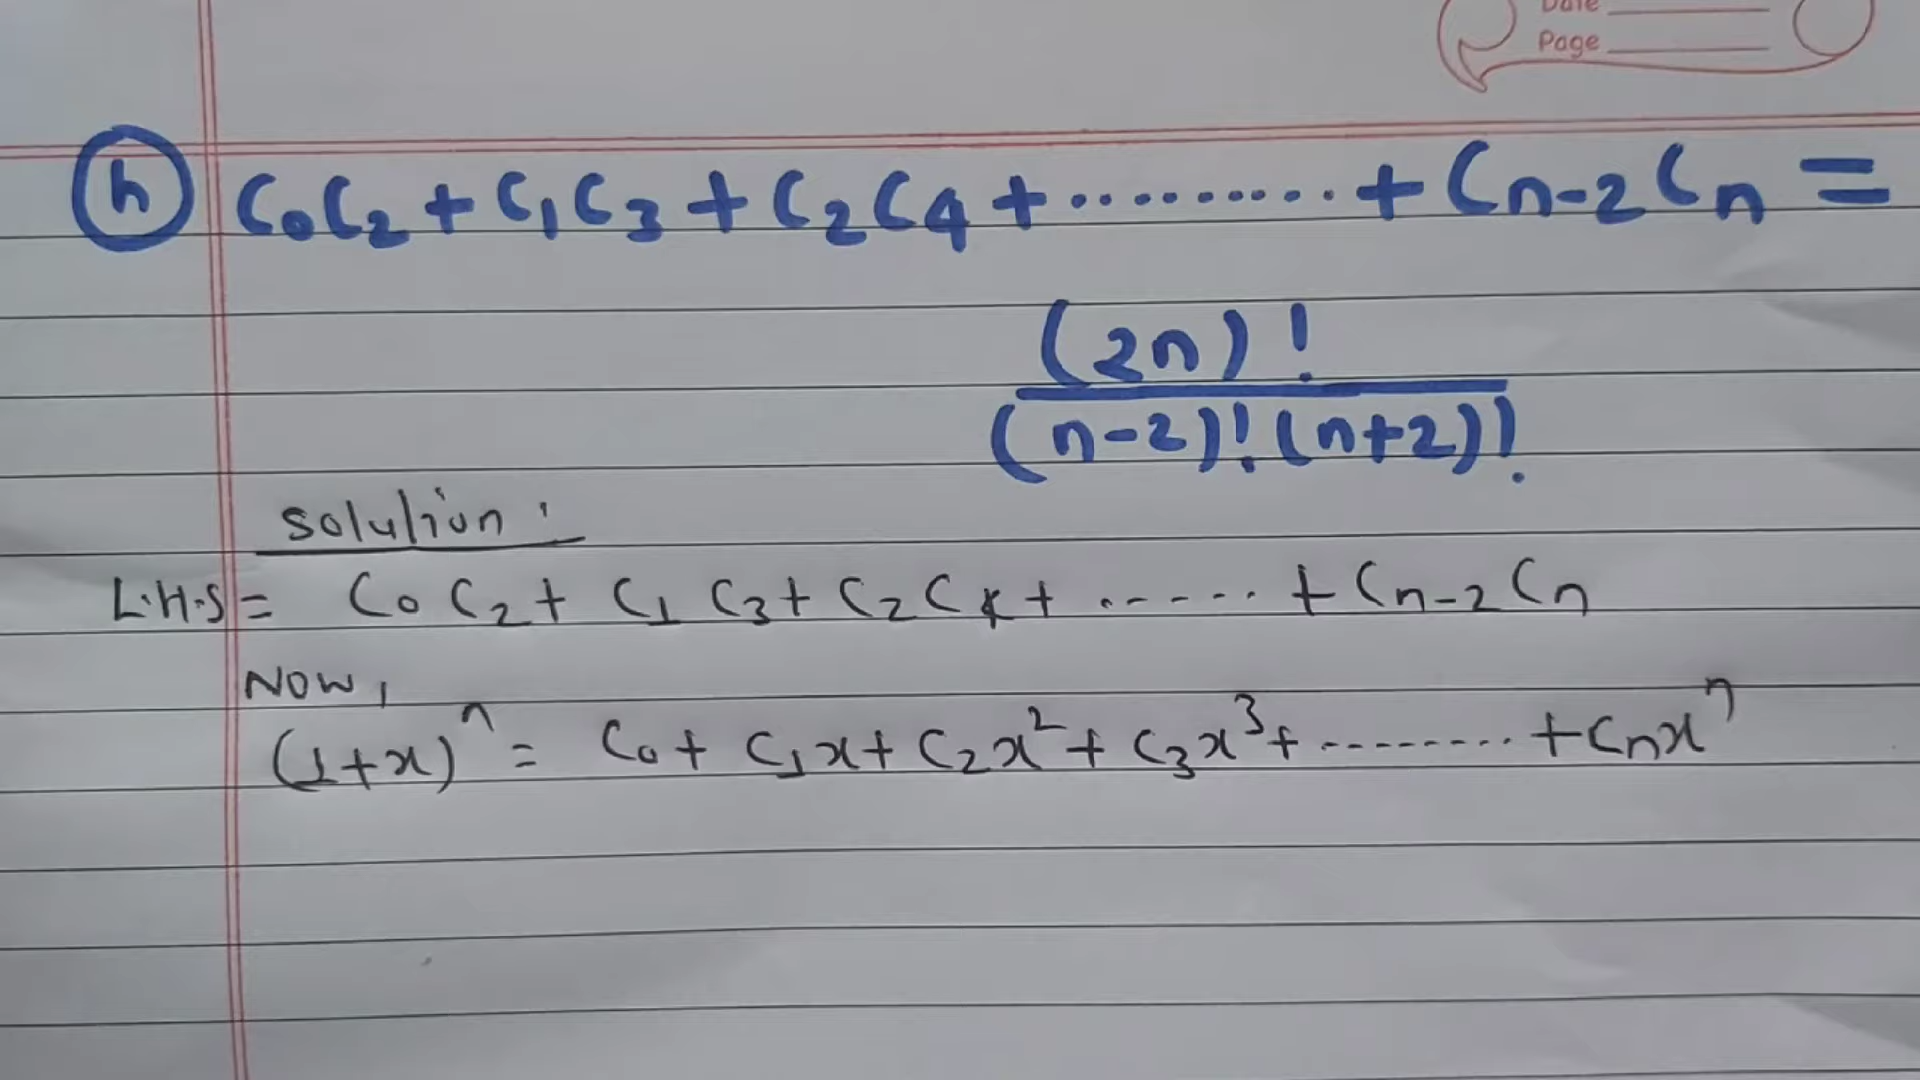 Date
Page
(h) C₀C₂ + C₁C₃ + C₂C₄ + .......... + Cₙ₋₂Cₙ =
(2n)!
(n-2)!(n+2)!
Solution:
L.H.S = C₀C₂ + C₁C₃ + C₂C₄ + ...... + Cₙ₋₂Cₙ
Now,
(1+x)ⁿ = C₀ + C₁x + C₂x² + C₃x³ + ......... + Cₙxⁿ